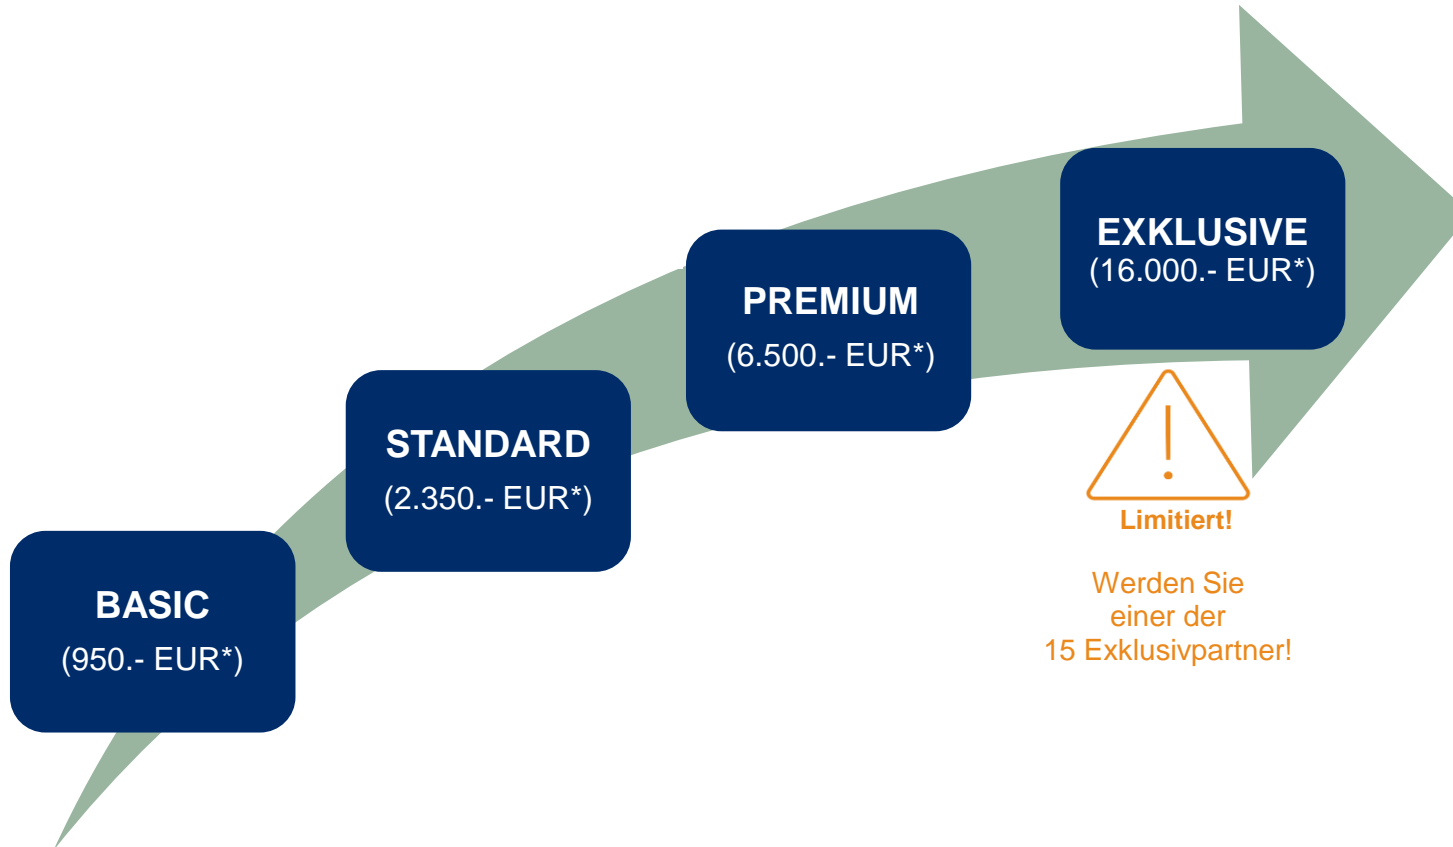 BASIC
(950.- EUR*)
STANDARD
(2.350.- EUR*)
PREMIUM
(6.500.- EUR*)
EXKLUSIVE
(16.000.- EUR*)
Limitiert!
Werden Sie
einer der
15 Exklusivpartner!